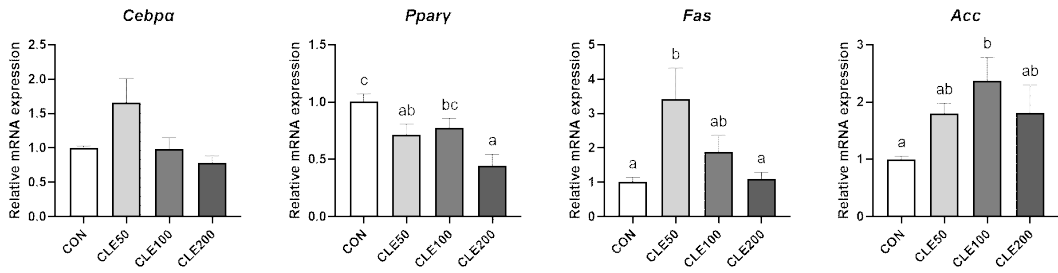 Cebpα
Relative mRNA expression
2.5
2.0
1.5
1.0
0.5
0.0
CON
CLE50
CLE100
CLE200
Pparγ
Relative mRNA expression
1.5
1.0
0.5
0.0
c
ab
bc
a
CON
CLE50
CLE100
CLE200
Fas
Relative mRNA expression
5
4
3
2
1
0
a
b
ab
a
CON
CLE50
CLE100
CLE200
Acc
Relative mRNA expression
3
2
1
0
a
ab
b
ab
CON
CLE50
CLE100
CLE200